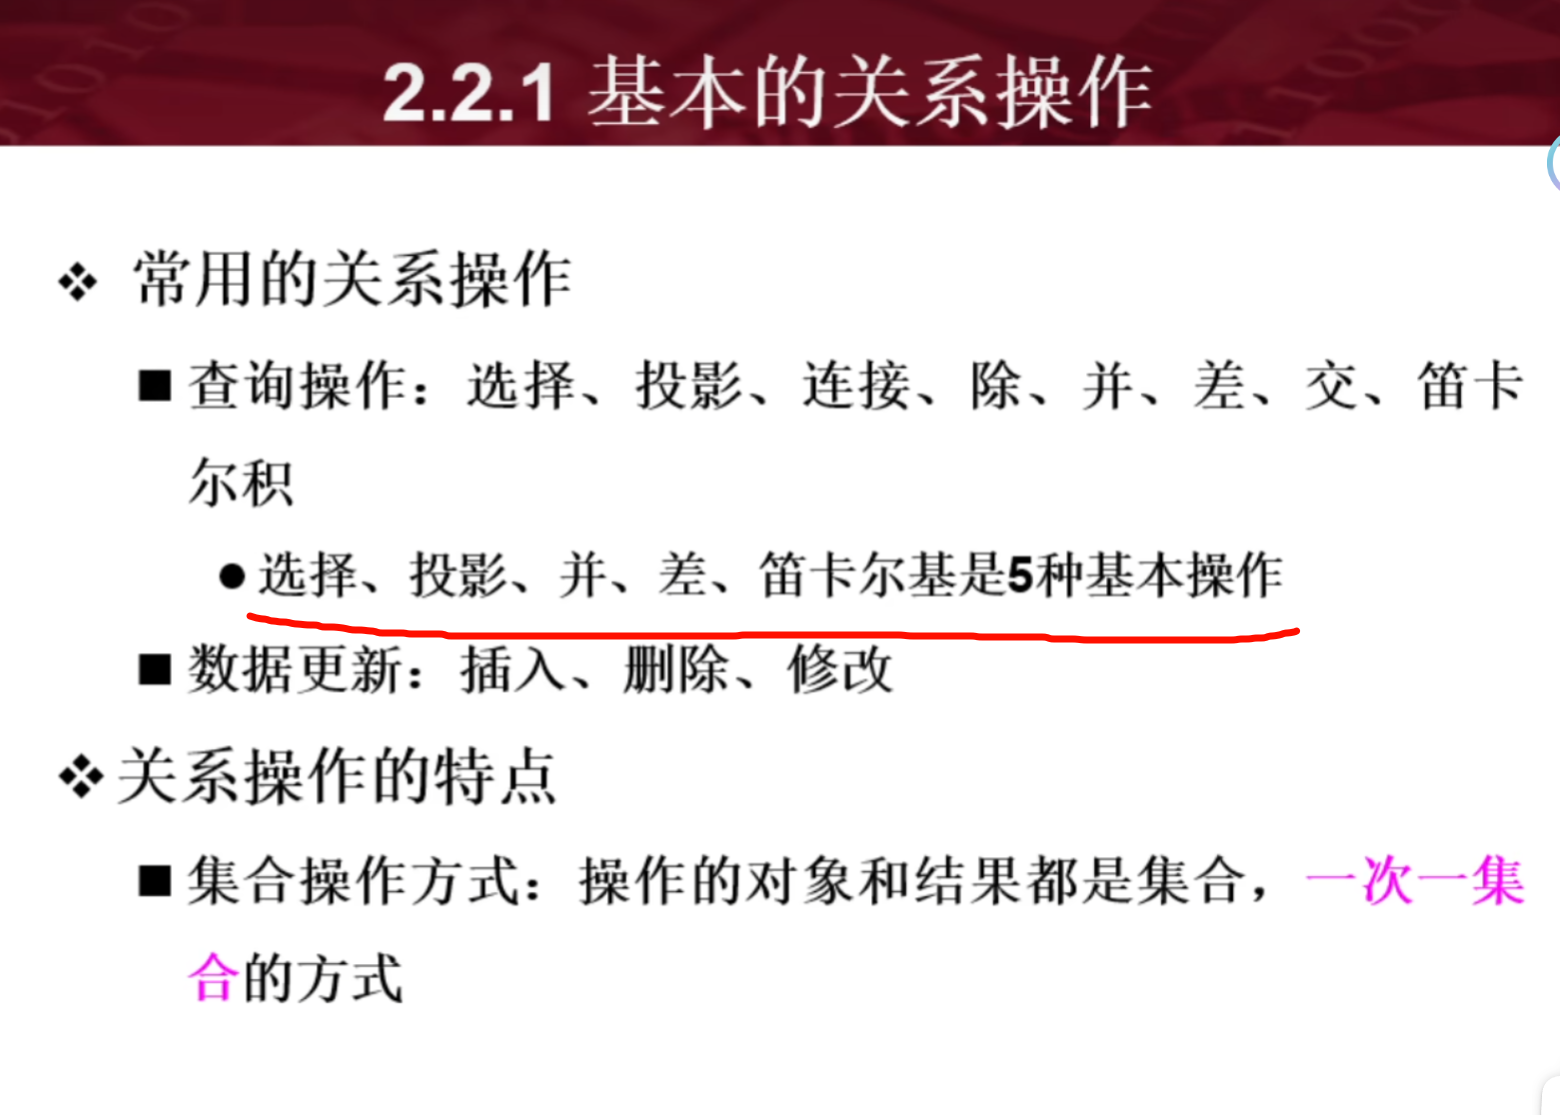 2.2.1 基本的关系操作
常用的关系操作
查询操作：选择、投影、连接、除、并、差、交、笛卡
尔积
选择、投影、并、差、笛卡尔基是5种基本操作
数据更新：插入、删除、修改
关系操作的特点
集合操作方式：操作的对象和结果都是集合，一次一集
合的方式